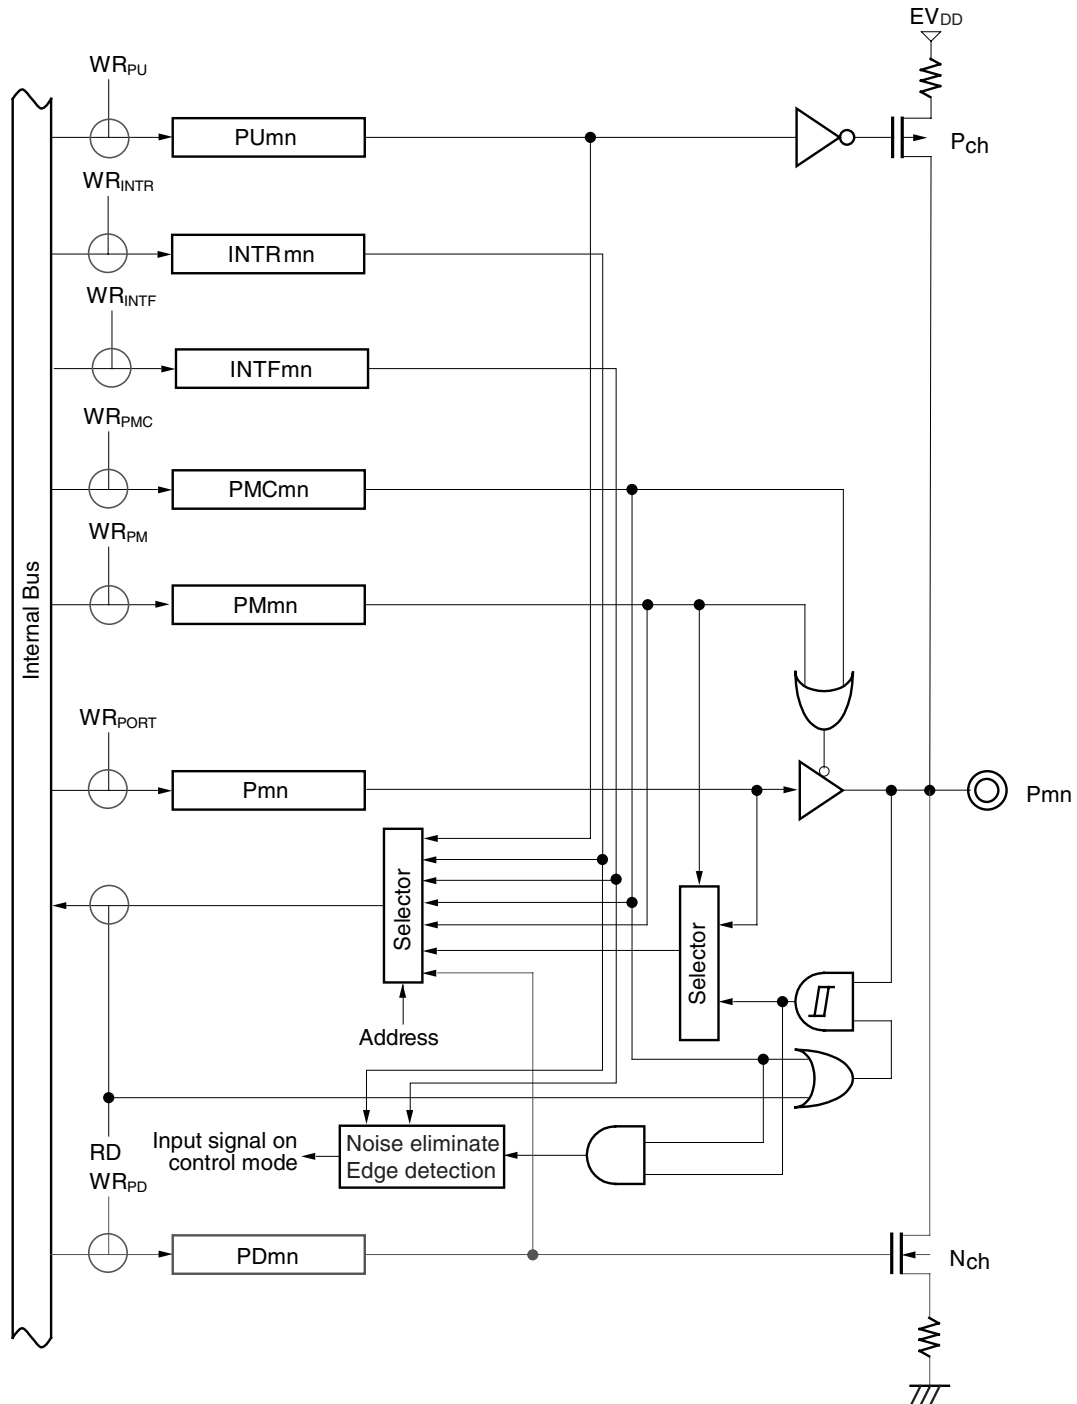 EVDD
WRPU
PUmn
Pch
WRINTR
INTRmn
WRINTF
INTFmn
WRPMC
PMCmn
WRPM
PMmn
Internal Bus
WRPORT
Pmn
Pmn
Selector
Selector
Address
RD
Input signal on
control mode
Noise eliminate
Edge detection
WRPD
PDmn
Nch